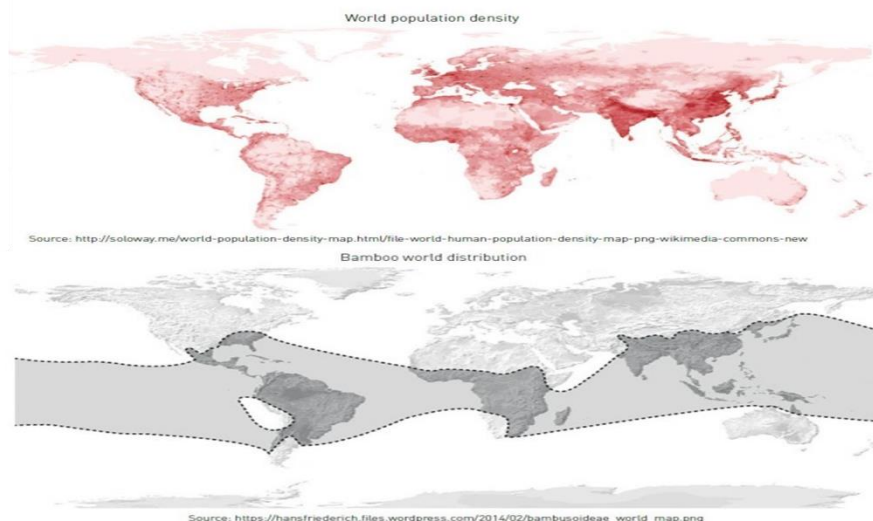 World population density
Source: http://soloway.me/world-population-density-map.html/file-world-human-population-density-map-png-wikimedia-commons-new
Bamboo world distribution
Source: https://hansfriederich.files.wordpress.com/2014/02/bambusoideae_world_map.png